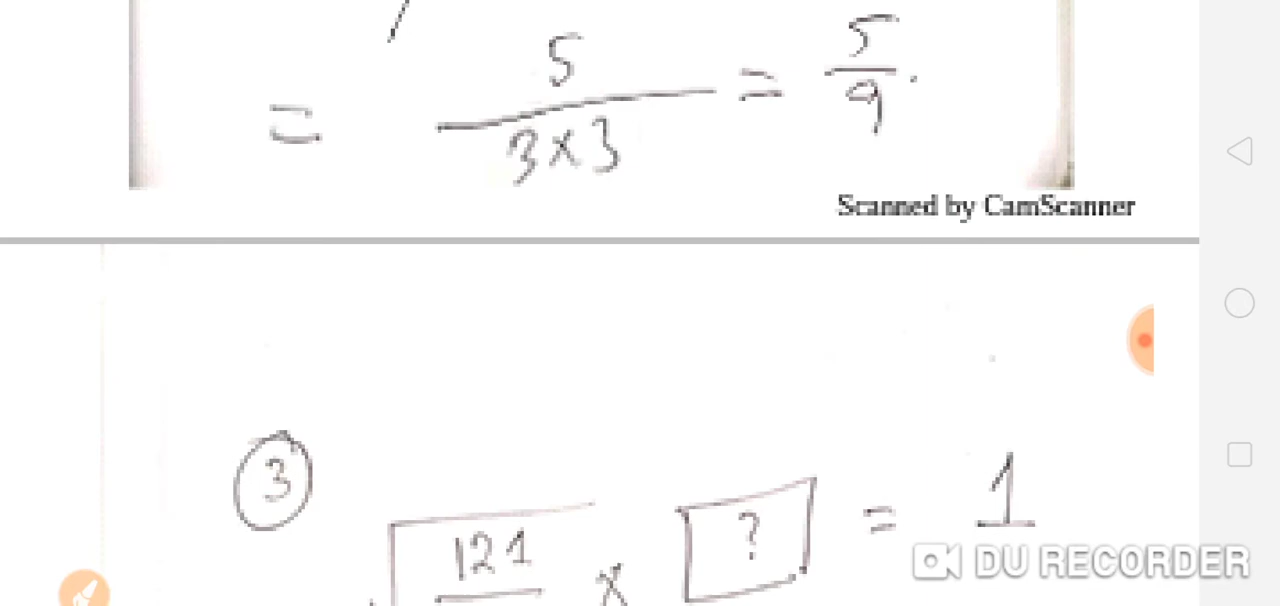 = 5 / 3 × 3 = 5 / 9 .
Scanned by CamScanner
3
√ 121 × ? = 1
DU RECORDER